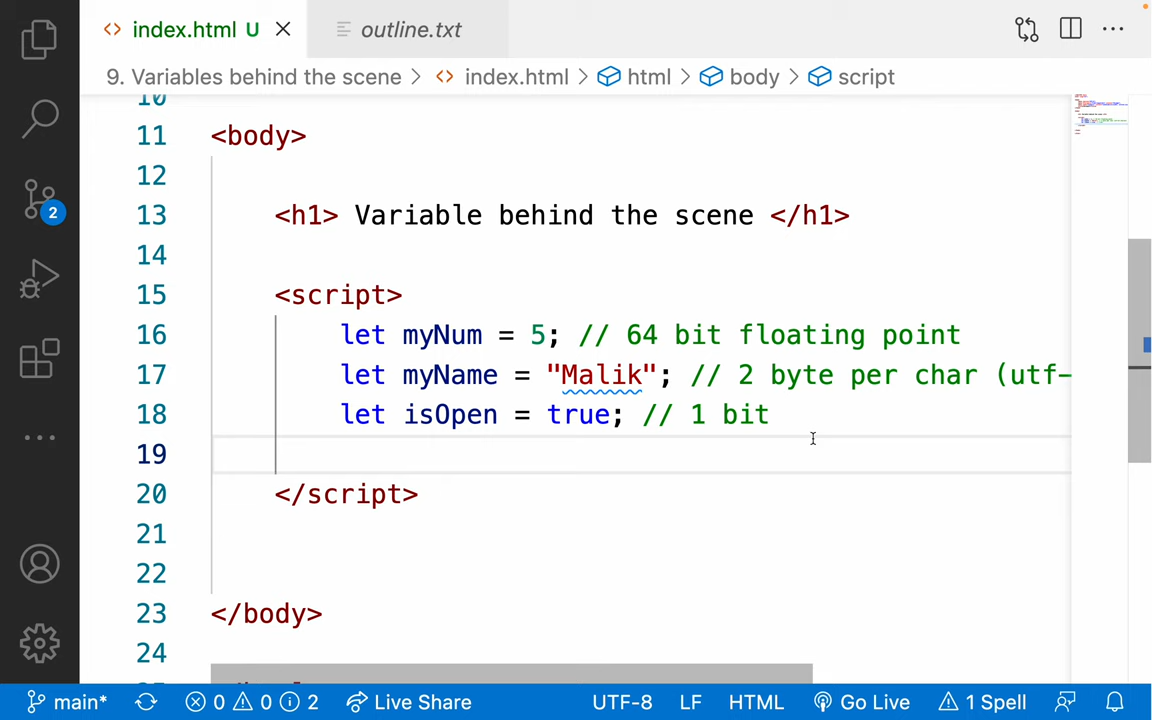 index.html U
outline.txt
9. Variables behind the scene > index.html > html > body > script
10
11 <body>
12
13 <h1> Variable behind the scene </h1>
14
15 <script>
16 let myNum = 5; // 64 bit floating point
17 let myName = "Malik"; // 2 byte per char (utf-
18 let isOpen = true; // 1 bit
19
20 </script>
21
22
23 </body>
24
2
main* 0 0 2 Live Share UTF-8 LF HTML Go Live 1 Spell